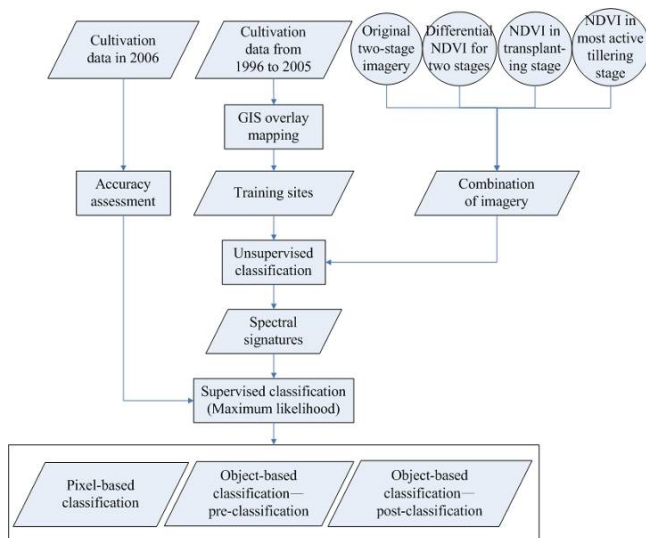 Cultivation
data in 2006
Cultivation
data from
1996 to 2005
Original
two-stage
imagery
Differential
NDVI for
two stages
NDVI in
transplant-
ing stage
NDVI in
most active
tillering
stage
GIS overlay
mapping
Accuracy
assessment
Training sites
Combination
of imagery
Unsupervised
classification
Spectral
signatures
Supervised classification
(Maximum likelihood)
Pixel-based
classification
Object-based
classification—
pre-classification
Object-based
classification—
post-classification